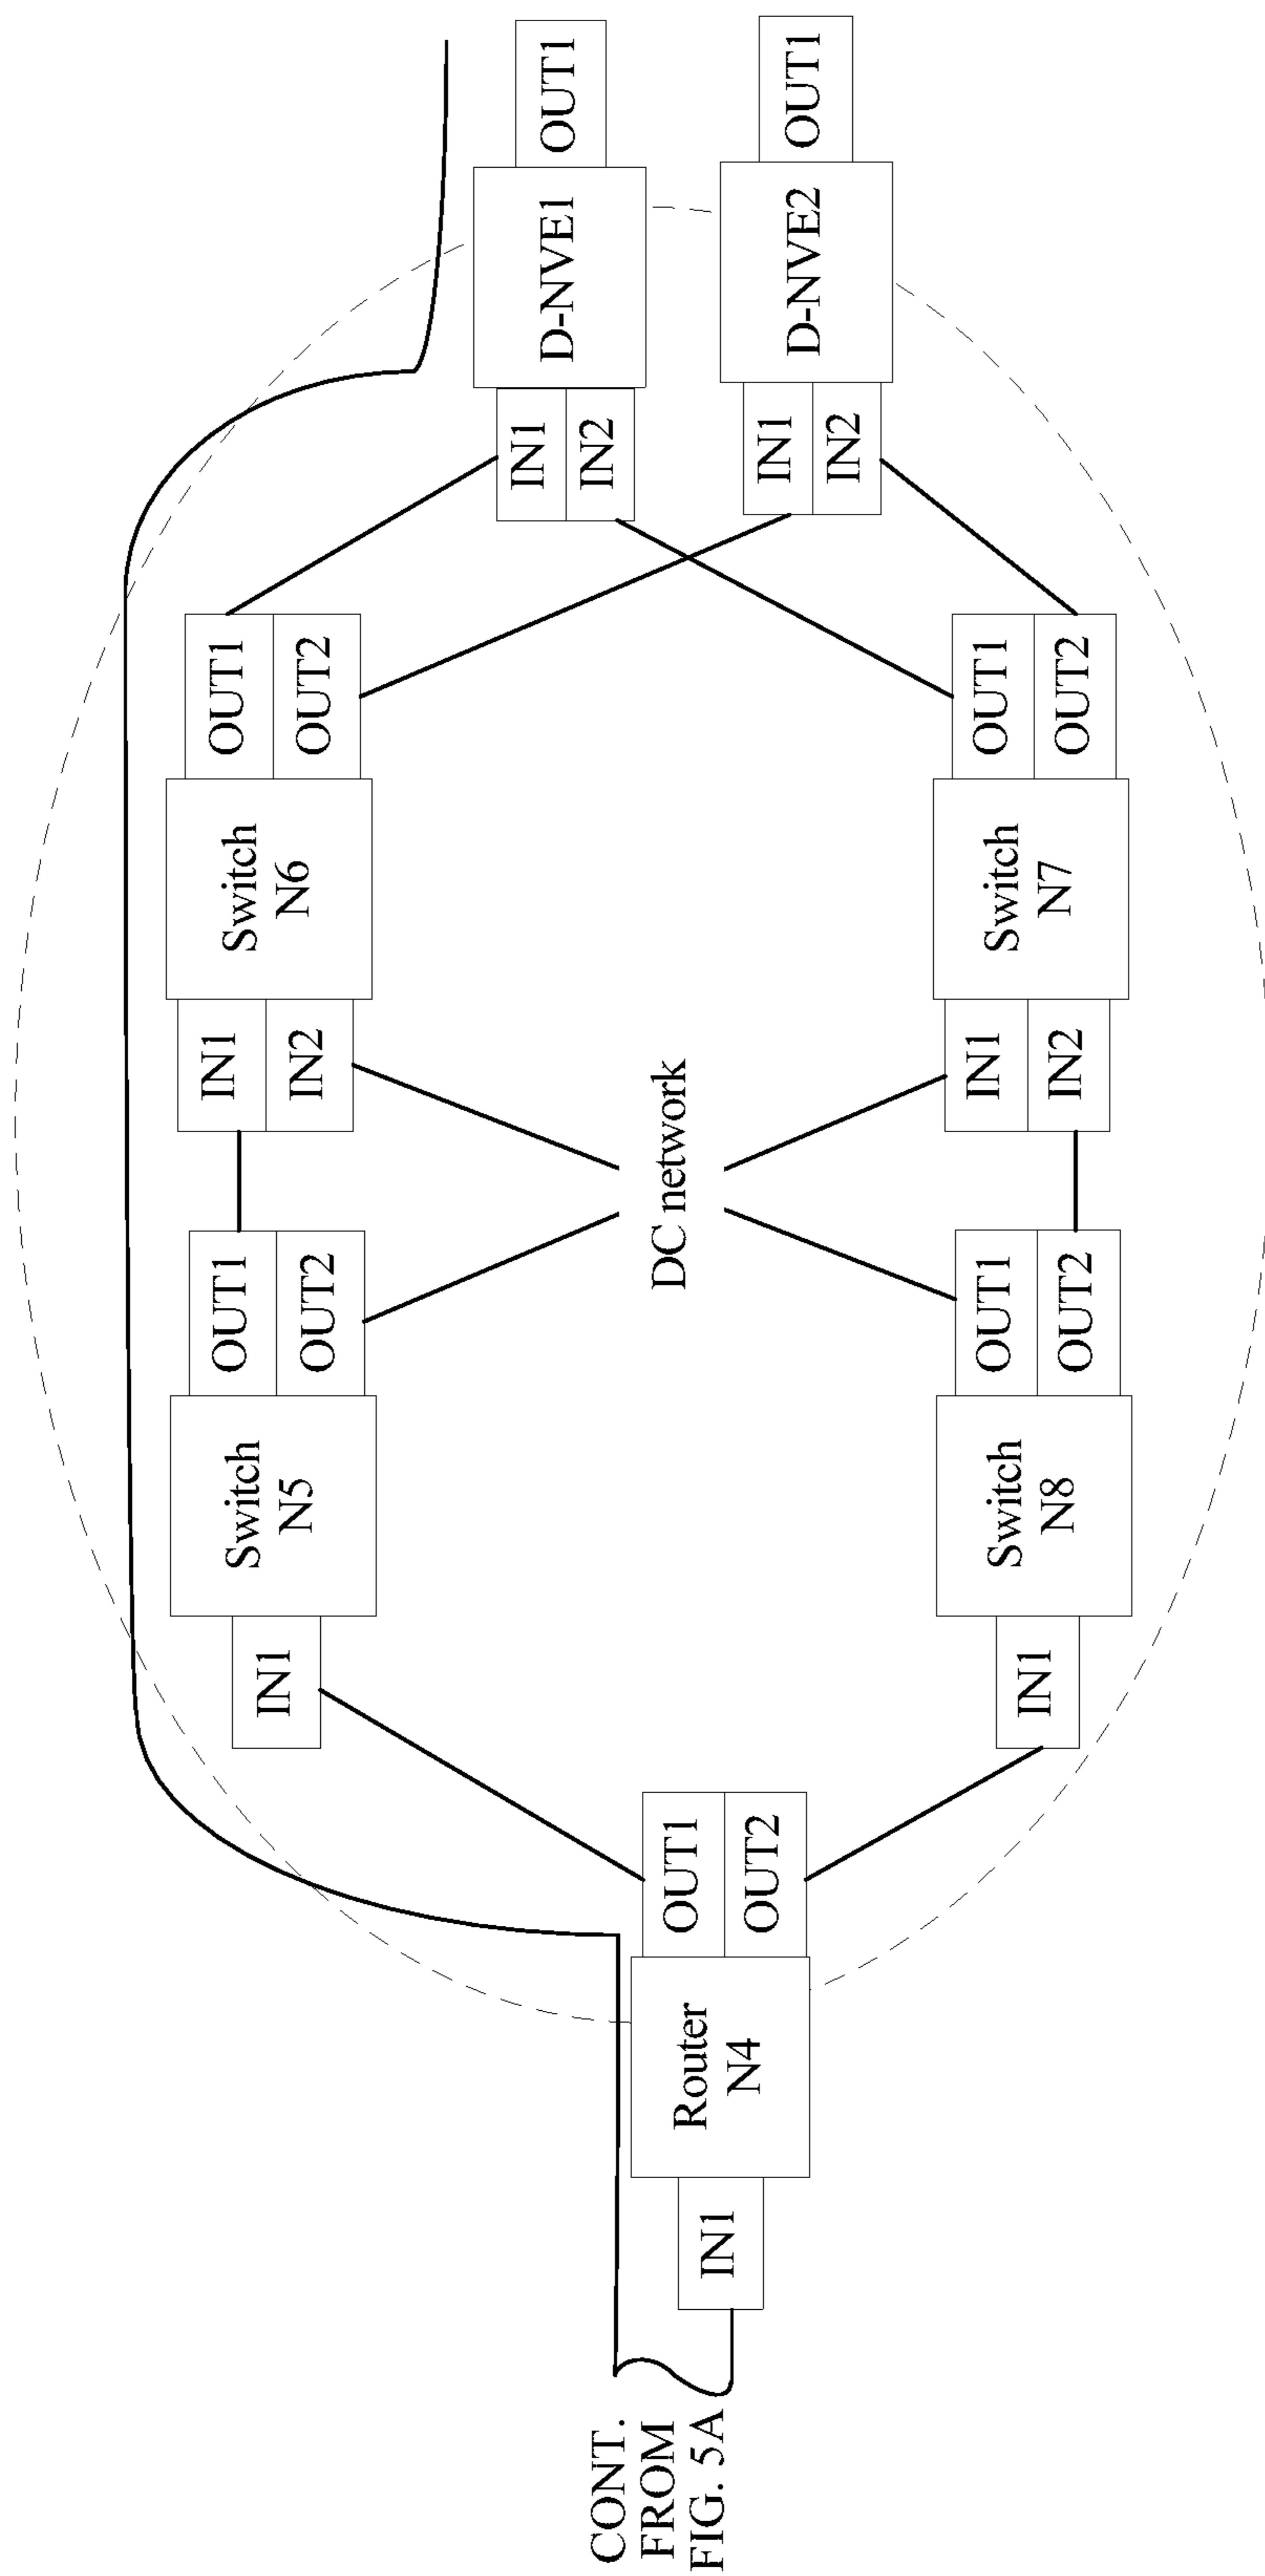 CONT.
FROM
FIG. 5A
IN1
Router
N4
OUT1
OUT2
IN1
Switch
N5
OUT1
OUT2
IN1
IN2
Switch
N6
OUT1
OUT2
DC network
IN1
Switch
N8
OUT1
OUT2
IN1
IN2
Switch
N7
OUT1
OUT2
IN1
IN2
D-NVE1
OUT1
IN1
IN2
D-NVE2
OUT1